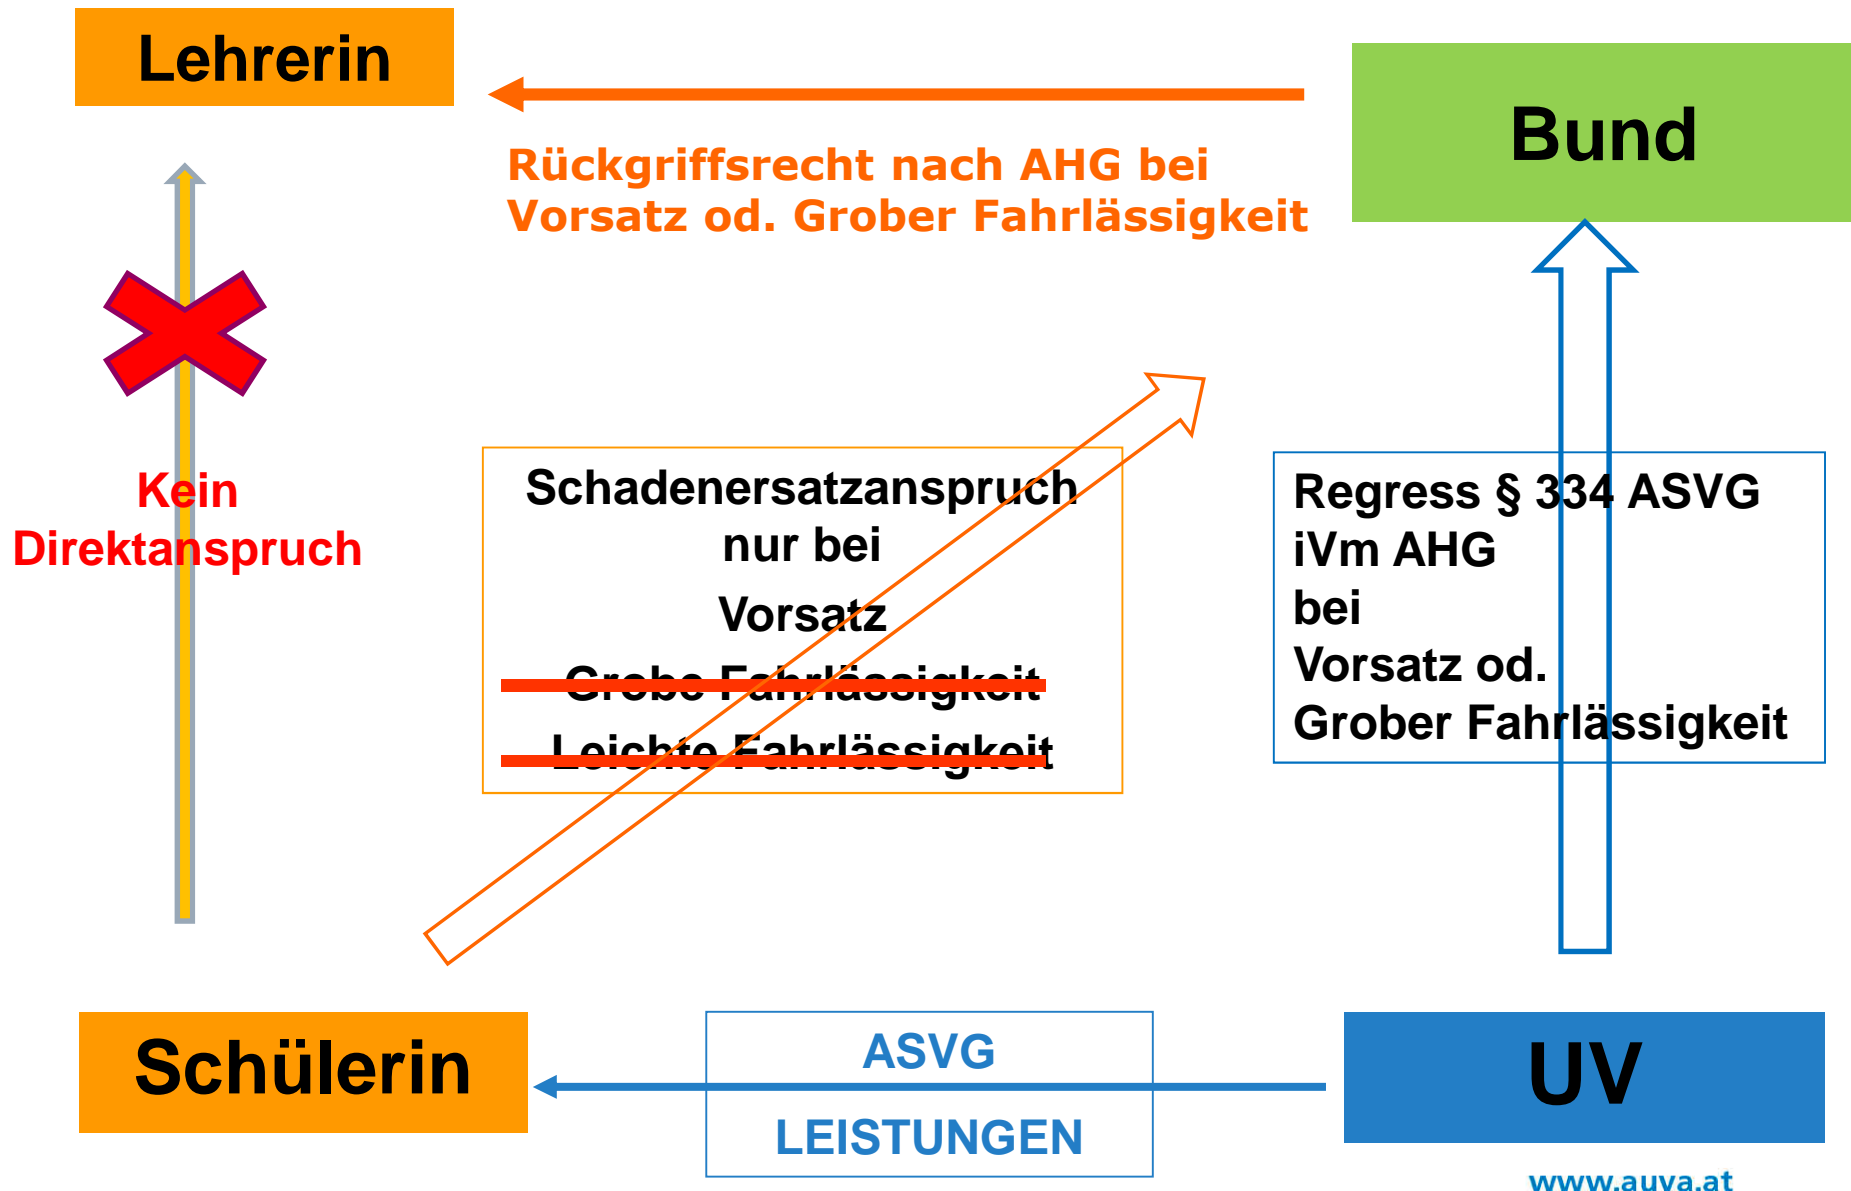 Lehrerin
Bund
Rückgriffsrecht nach AHG bei
Vorsatz od. Grober Fahrlässigkeit
Kein
Direktanspruch
Schadenersatzanspruch
nur bei
Vorsatz
Grobe Fahrlässigkeit
Leichte Fahrlässigkeit
Regress § 334 ASVG
iVm AHG
bei
Vorsatz od.
Grober Fahrlässigkeit
Schülerin
ASVG
LEISTUNGEN
UV
www.auva.at